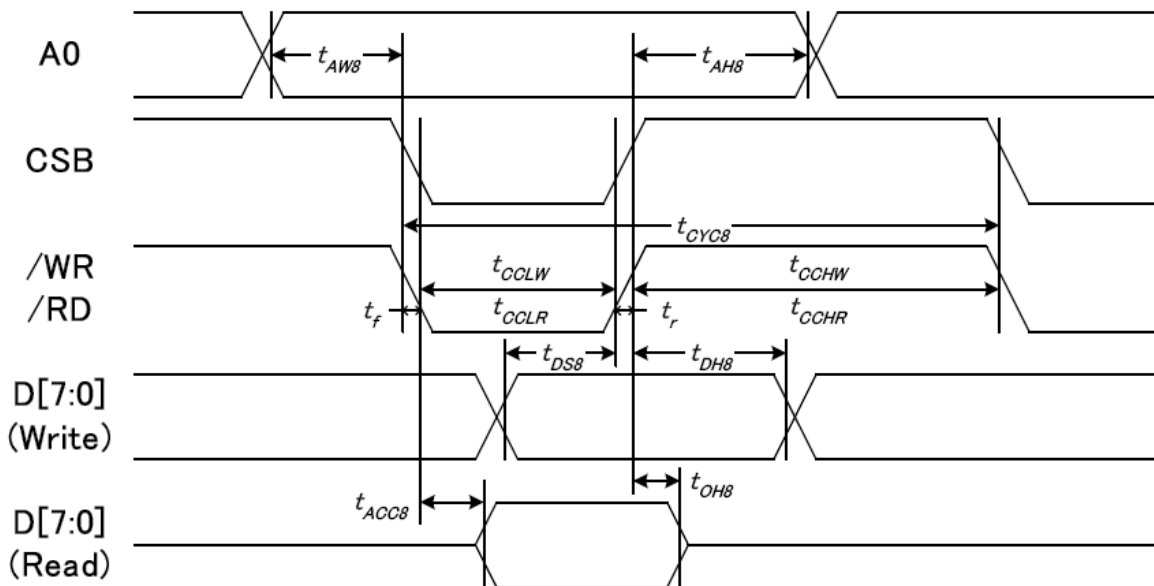 A0
tAW8
tAH8
CSB
tCYC8
/WR
/RD
tCCLW
tCCHW
tf
tCCLR
tr
tCCHR
tDS8
tDH8
D[7:0]
(Write)
tACC8
tOH8
D[7:0]
(Read)